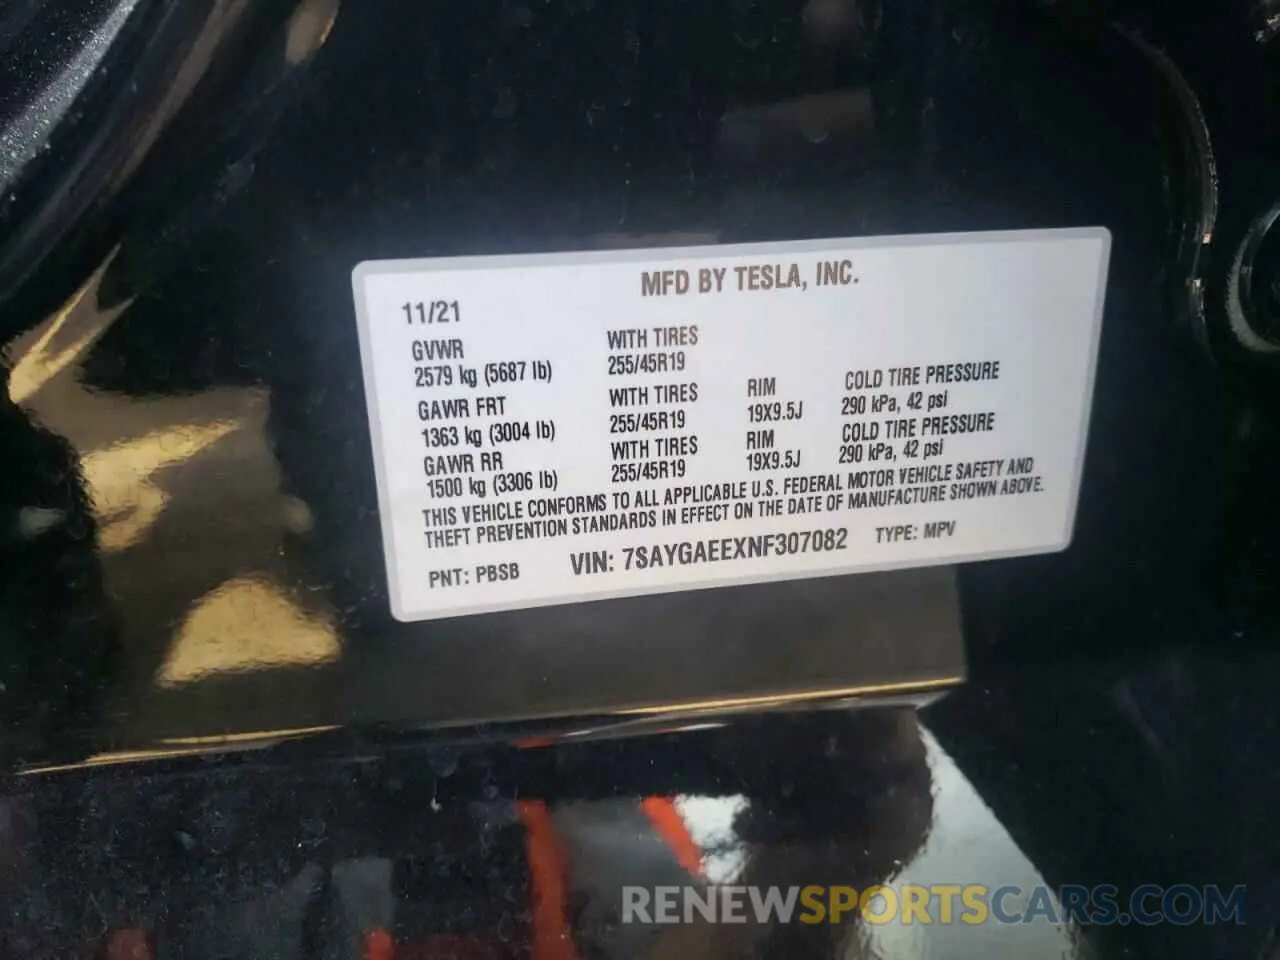 MFD BY TESLA, INC.
11/21
GVWR WITH TIRES
2579 kg (5687 lb) 255/45R19
GAWR FRT WITH TIRES RIM COLD TIRE PRESSURE
1363 kg (3004 lb) 255/45R19 19X9.5J 290 kPa, 42 psi
GAWR RR WITH TIRES RIM COLD TIRE PRESSURE
1500 kg (3306 lb) 255/45R19 19X9.5J 290 kPa, 42 psi
THIS VEHICLE CONFORMS TO ALL APPLICABLE U.S. FEDERAL MOTOR VEHICLE SAFETY AND
THEFT PREVENTION STANDARDS IN EFFECT ON THE DATE OF MANUFACTURE SHOWN ABOVE.
PNT: PBSB VIN: 7SAYGAEEXNF307082 TYPE: MPV
RENEWSPORTSCARS.COM